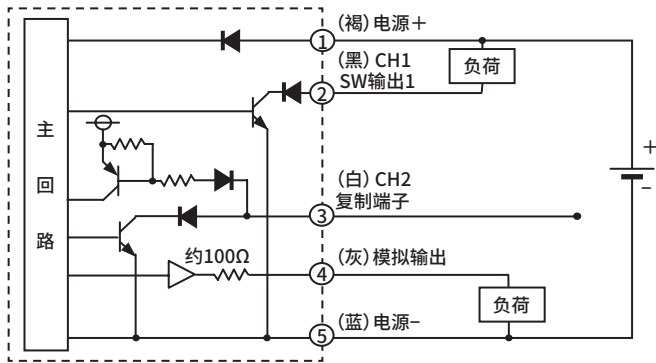 主
回
路
① (褐) 电源+
(黑) CH1
② SW输出1
负荷
(白) CH2
③ 复制端子
约100Ω
④ (灰) 模拟输出
负荷
⑤ (蓝) 电源−
+
−